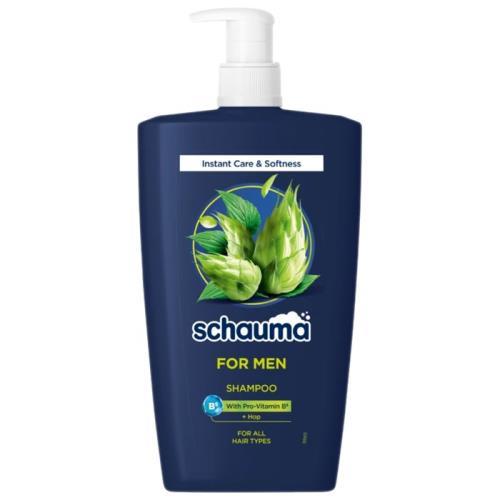 Instant Care & Softness
schauma
FOR MEN
SHAMPOO
B5 With Pro-Vitamin B5
+ Hop
FOR ALL
HAIR TYPES